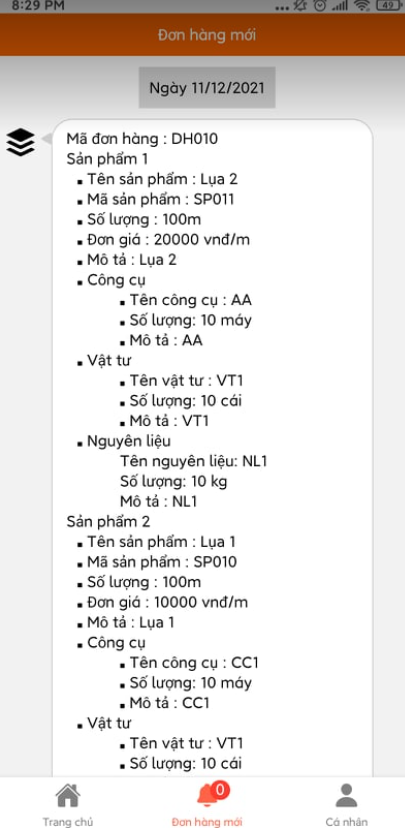 8:29 PM
49
Đơn hàng mới
Ngày 11/12/2021
Mã đơn hàng : DH010
Sản phẩm 1
Tên sản phẩm : Lụa 2
Mã sản phẩm : SP011
Số lượng : 100m
Đơn giá : 20000 vnđ/m
Mô tả : Lụa 2
Công cụ
Tên công cụ : AA
Số lượng: 10 máy
Mô tả : AA
Vật tư
Tên vật tư : VT1
Số lượng: 10 cái
Mô tả : VT1
Nguyên liệu
Tên nguyên liệu: NL1
Số lượng: 10 kg
Mô tả : NL1
Sản phẩm 2
Tên sản phẩm : Lụa 1
Mã sản phẩm : SP010
Số lượng : 100m
Đơn giá : 10000 vnđ/m
Mô tả : Lụa 1
Công cụ
Tên công cụ : CC1
Số lượng: 10 máy
Mô tả : CC1
Vật tư
Tên vật tư : VT1
Số lượng: 10 cái
0
Trang chủ Đơn hàng mới Cá nhân